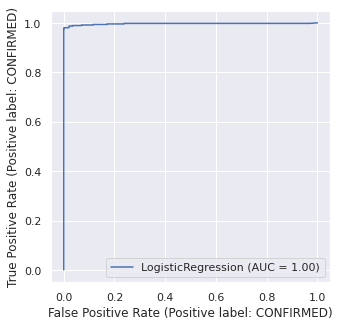 True Positive Rate (Positive label: CONFIRMED)
1.0
0.8
0.6
0.4
0.2
0.0
LogisticRegression (AUC = 1.00)
0.0 0.2 0.4 0.6 0.8 1.0
False Positive Rate (Positive label: CONFIRMED)